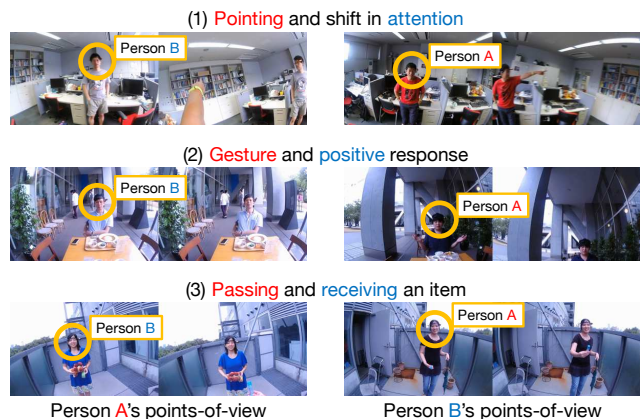 (1) Pointing and shift in attention
Person B
Person A
(2) Gesture and positive response
Person B
Person A
(3) Passing and receiving an item
Person B
Person A
Person A's points-of-view
Person B's points-of-view